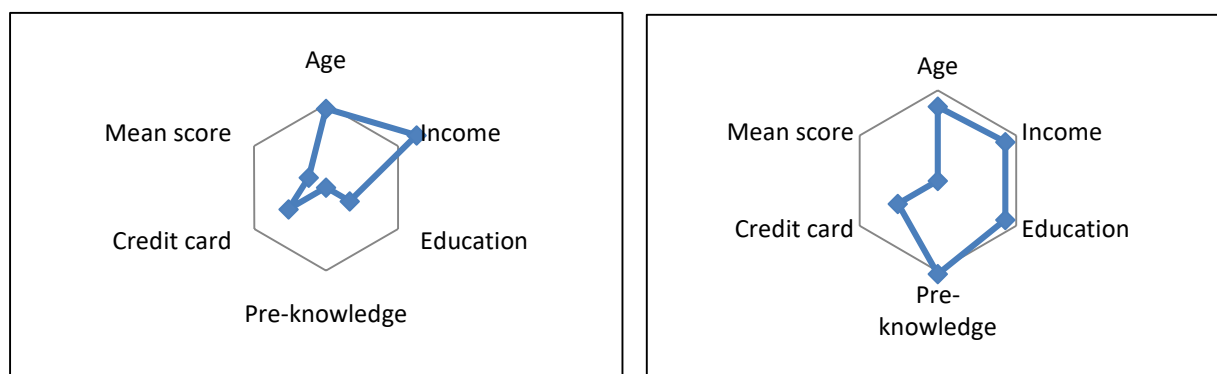 Age
Mean score
Income
Credit card
Education
Pre-knowledge
Age
Mean score
Income
Credit card
Education
Pre-
knowledge